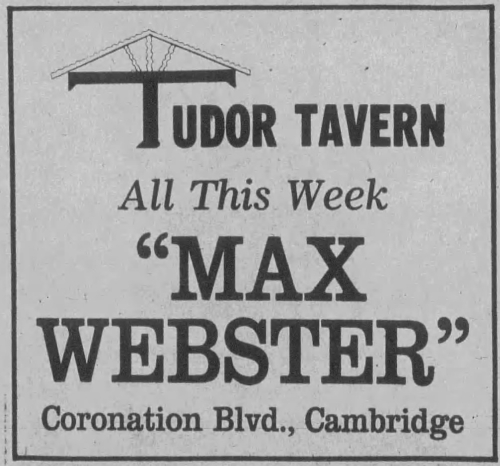 TUDOR TAVERN
All This Week
“MAX
WEBSTER”
Coronation Blvd., Cambridge